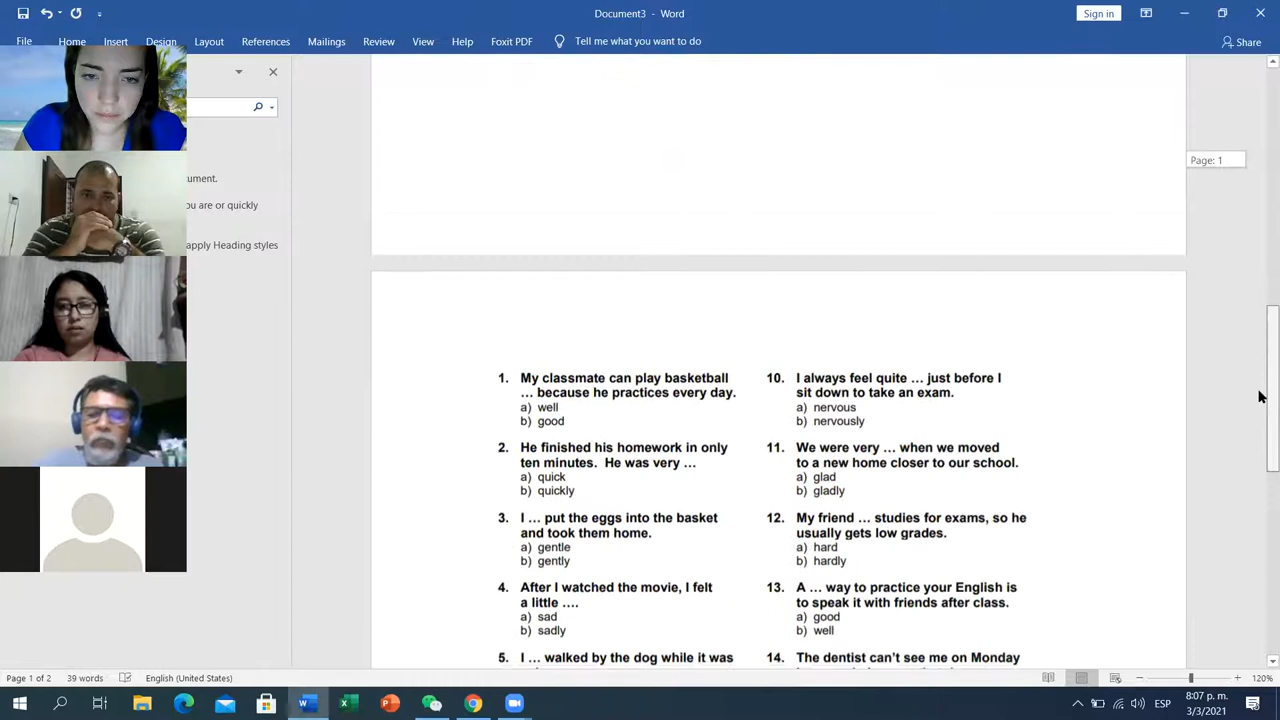 Document3 - Word
Sign in
File Home Insert Design Layout References Mailings Review View Help Foxit PDF Tell me what you want to do Share
ument.
Page: 1
ou are or quickly
apply Heading styles
1. My classmate can play basketball
… because he practices every day.
a) well
b) good
2. He finished his homework in only
ten minutes. He was very …
a) quick
b) quickly
3. I … put the eggs into the basket
and took them home.
a) gentle
b) gently
4. After I watched the movie, I felt
a little ….
a) sad
b) sadly
5. I … walked by the dog while it was
10. I always feel quite … just before I
sit down to take an exam.
a) nervous
b) nervously
11. We were very … when we moved
to a new home closer to our school.
a) glad
b) gladly
12. My friend … studies for exams, so he
usually gets low grades.
a) hard
b) hardly
13. A … way to practice your English is
to speak it with friends after class.
a) good
b) well
14. The dentist can't see me on Monday
Page 1 of 2 39 words English (United States) 120%
ESP
8:07 p. m.
3/3/2021